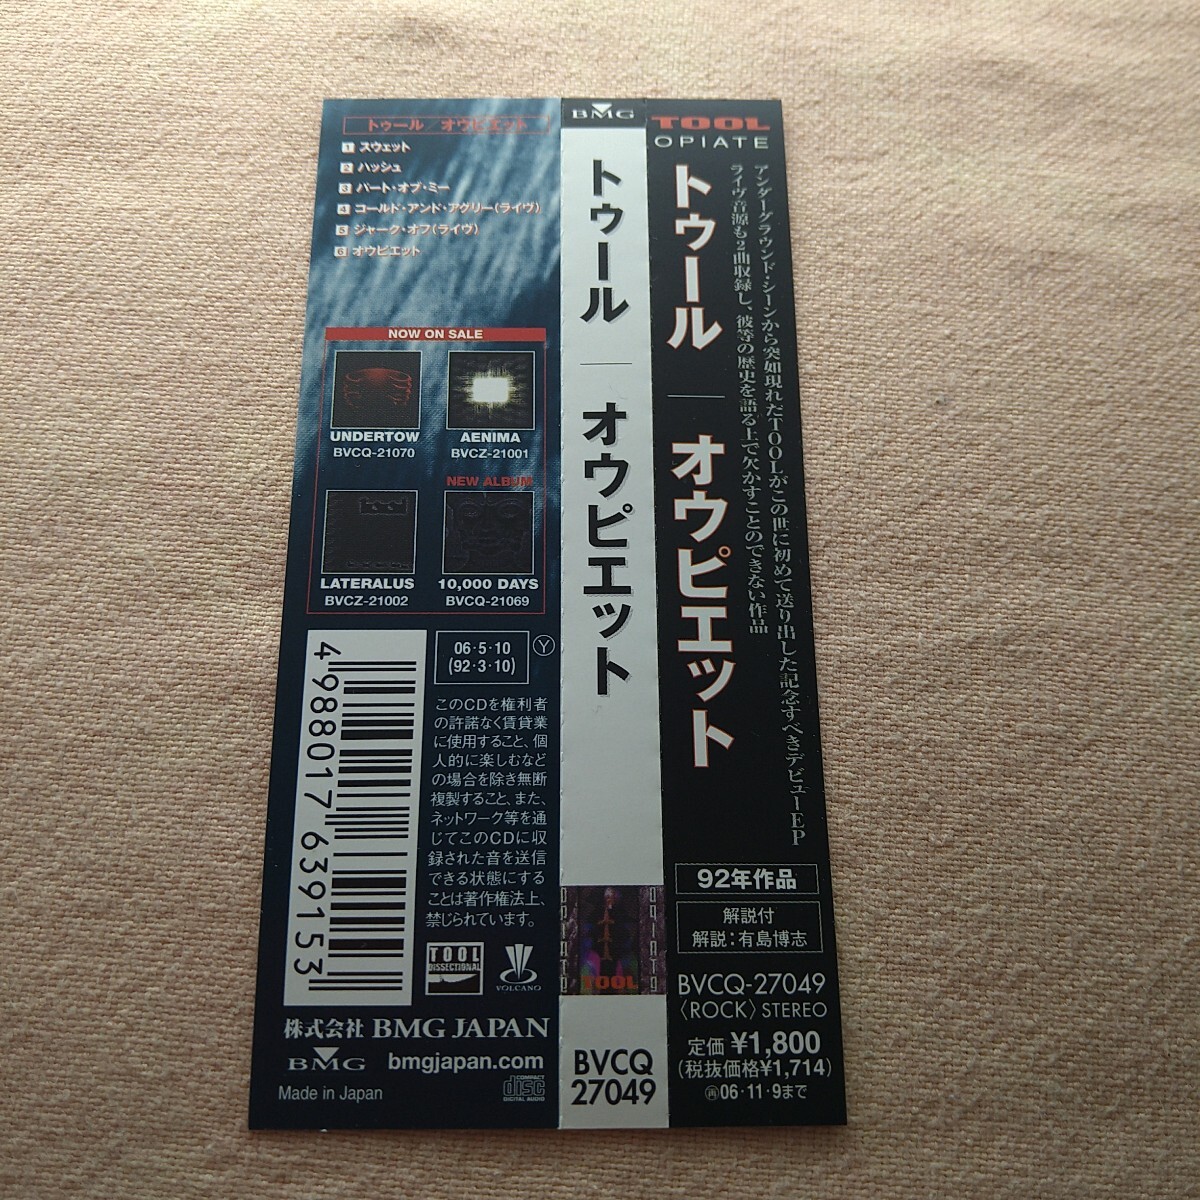 トゥール／オウピエット
1 スウェット
2 ハッシュ
3 パート・オブ・ミー
4 コールド・アンド・アグリー(ライヴ)
5 ジャーク・オフ(ライヴ)
6 オウピエット
NOW ON SALE
UNDERTOW
BVCQ-21070
AENIMA
BVCZ-21001
LATERALUS
BVCZ-21002
NEW ALBUM
10,000 DAYS
BVCQ-21069
4 988017 639153
06・5・10
(92・3・10)
Y
このCDを権利者
の許諾なく賃貸業
に使用すること、個
人的に楽しむなど
の場合を除き無断
複製すること、また、
ネットワーク等を通
じてこのCDに収
録された音を送信
できる状態にする
ことは著作権法上、
禁じられています。
TOOL
DISSECTIONAL
VOLCANO
株式会社 BMG JAPAN
BMG bmgjapan.com
Made in Japan
COMPACT
disc
DIGITAL AUDIO
BMG
トゥール
オウピエット
OPIATE
OPIATE
TOOL
BVCQ
27049
TOOL
OPIATE
トゥール
オウピエット
アンダーグラウンド・シーンから突如現れたTOOLがこの世に初めて送り出した記念すべきデビューEP
ライヴ音源も2曲収録し、彼等の歴史を語る上で欠かすことのできない作品
92年作品
解説付
解説：有島博志
BVCQ-27049
〈ROCK〉STEREO
定価 ¥1,800
(税抜価格¥1,714)
㊖06・11・9まで